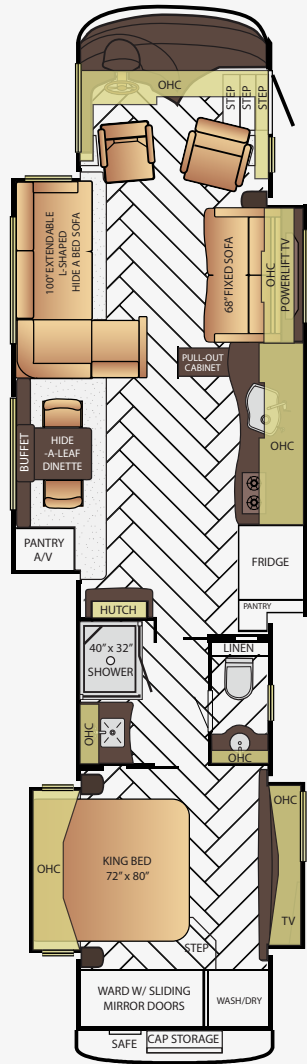 OHC
STEP
STEP
STEP
100" EXTENDABLE
L-SHAPED
HIDE A BED SOFA
68" FIXED SOFA
OHC
POWERLIFT TV
PULL-OUT
CABINET
BUFFET
HIDE
-A-LEAF
DINETTE
OHC
PANTRY
A/V
FRIDGE
PANTRY
HUTCH
40" x 32"
SHOWER
LINEN
OHC
OHC
OHC
KING BED
72" x 80"
OHC
TV
STEP
WARD W/ SLIDING
MIRROR DOORS
WASH/DRY
SAFE
CAP STORAGE